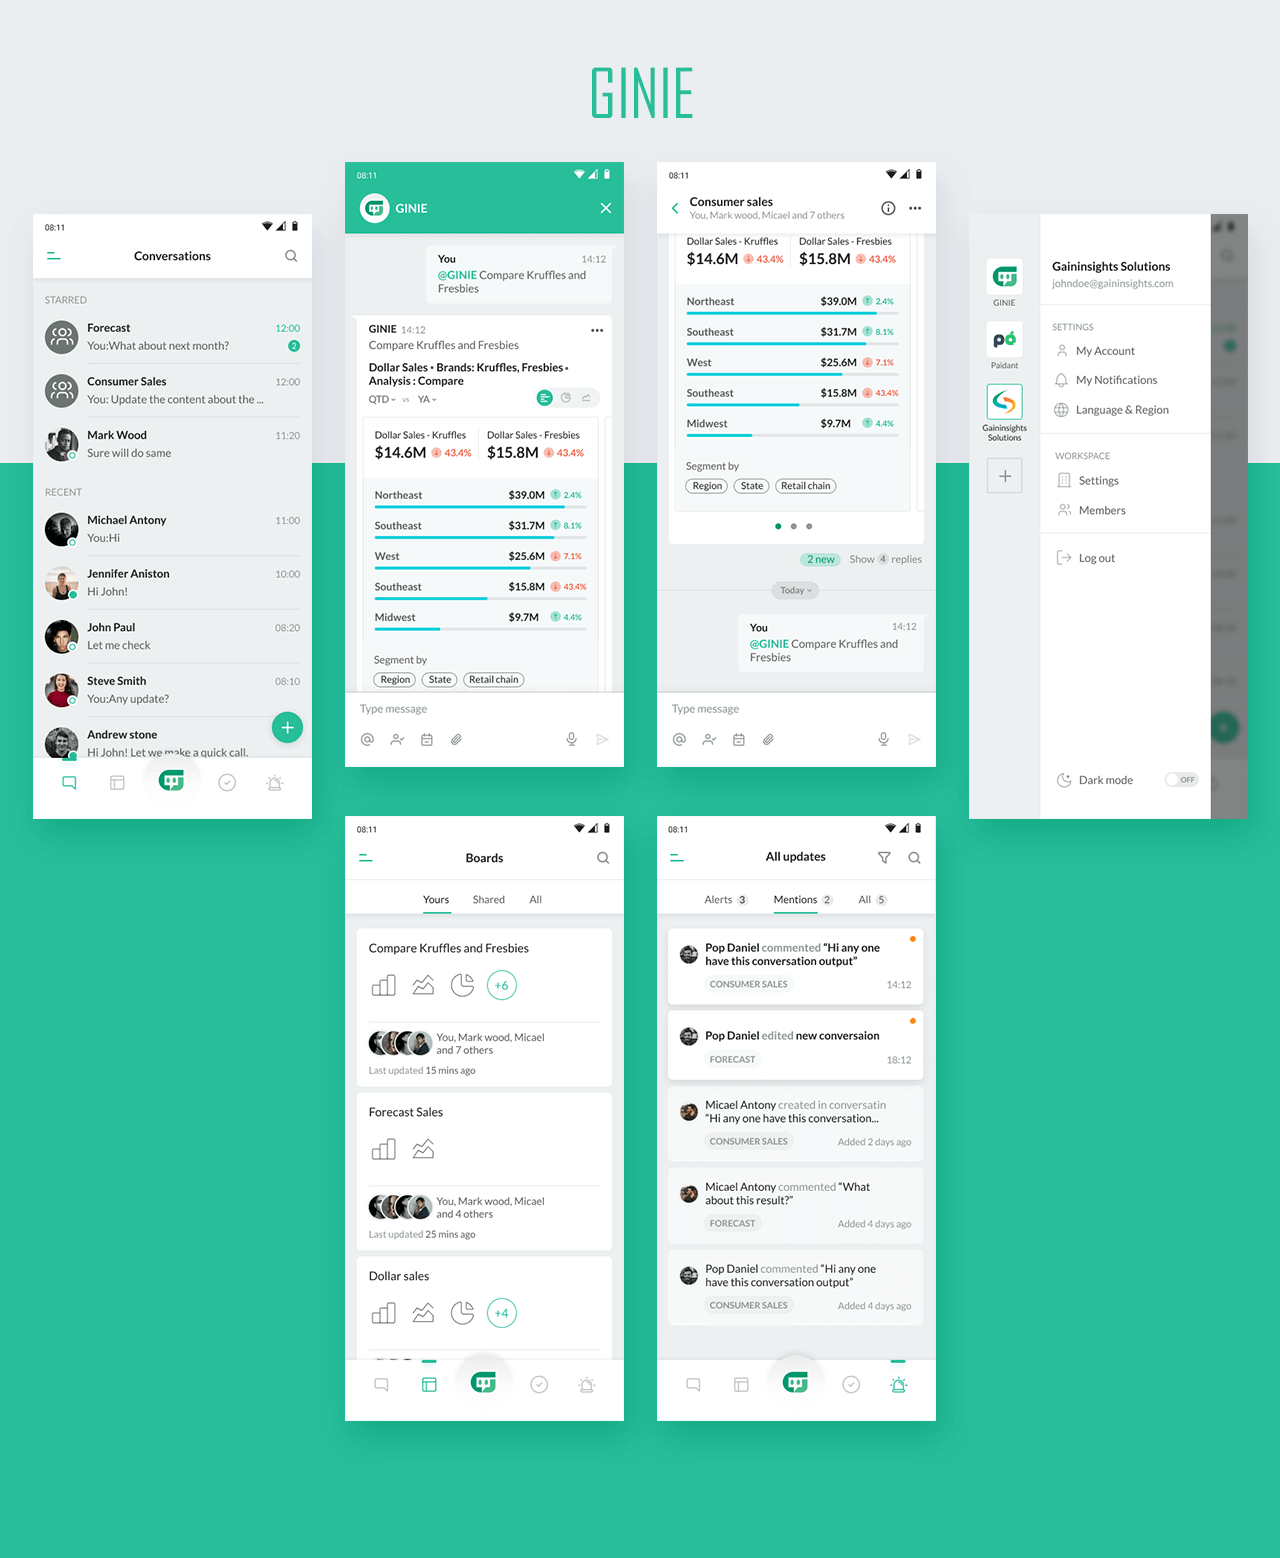 GINIE
08:11
Conversations
STARRED
Forecast 12:00
You:What about next month? 2
Consumer Sales 12:00
You: Update the content about the ...
Mark Wood 11:20
Sure will do same
RECENT
Michael Antony 11:00
You:Hi
Jennifer Aniston 10:00
Hi John!
John Paul 08:20
Let me check
Steve Smith 08:10
You:Any update?
Andrew stone
Hi John! Let we make a quick call.
08:11
GINIE
You 14:12
@GINIE Compare Kruffles and
Fresbies
GINIE 14:12
Compare Kruffles and Fresbies
Dollar Sales • Brands: Kruffles, Fresbies •
Analysis : Compare
QTD vs YA
Dollar Sales - Kruffles Dollar Sales - Fresbies
$14.6M 43.4% $15.8M 43.4%
Northeast $39.0M 2.4%
Southeast $31.7M 8.1%
West $25.6M 7.1%
Southeast $15.8M 43.4%
Midwest $9.7M 4.4%
Segment by
Region State Retail chain
Type message
08:11
Consumer sales
You, Mark wood, Micael and 7 others
Dollar Sales - Kruffles Dollar Sales - Fresbies
$14.6M 43.4% $15.8M 43.4%
Northeast $39.0M 2.4%
Southeast $31.7M 8.1%
West $25.6M 7.1%
Southeast $15.8M 43.4%
Midwest $9.7M 4.4%
Segment by
Region State Retail chain
2 new Show 4 replies
Today
You 14:12
@GINIE Compare Kruffles and
Fresbies
Type message
GINIE
pd
Paidant
Gaininsights
Solutions
Gaininsights Solutions
johndoe@gaininsights.com
SETTINGS
My Account
My Notifications
Language & Region
WORKSPACE
Settings
Members
Log out
Dark mode OFF
08:11
Boards
Yours Shared All
Compare Kruffles and Fresbies
+6
You, Mark wood, Micael
and 7 others
Last updated 15 mins ago
Forecast Sales
You, Mark wood, Micael
and 4 others
Last updated 25 mins ago
Dollar sales
+4
08:11
All updates
Alerts 3 Mentions 2 All 5
Pop Daniel commented “Hi any one
have this conversation output”
CONSUMER SALES 14:12
Pop Daniel edited new conversaion
FORECAST 18:12
Micael Antony created in conversatin
“Hi any one have this conversation...
CONSUMER SALES Added 2 days ago
Micael Antony commented “What
about this result?”
FORECAST Added 4 days ago
Pop Daniel commented “Hi any one
have this conversation output”
CONSUMER SALES Added 4 days ago